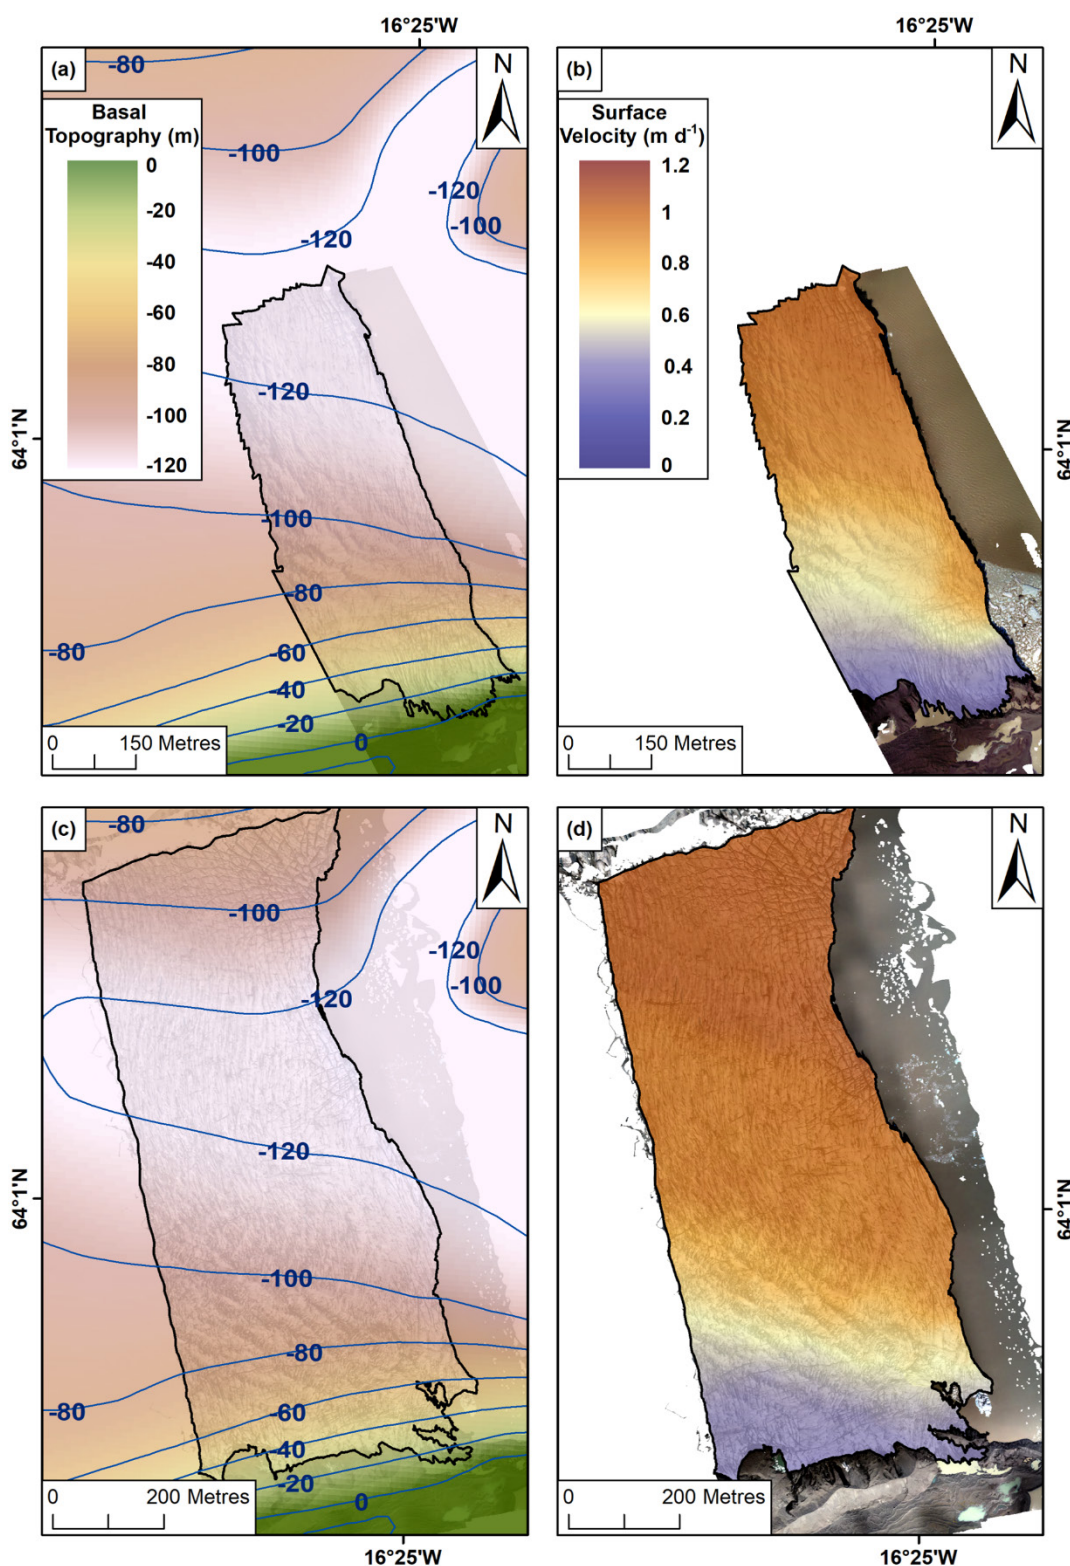 16°25'W
16°25'W
(a)
N
-80
Basal
Topography (m)
0
-20
-40
-60
-80
-100
-120
-100
-120
-100
-120
-120
-100
-80
-80
-60
-40
-20
0
0
150 Metres
64°1'N
(b)
N
Surface
Velocity (m d⁻¹)
1.2
1
0.8
0.6
0.4
0.2
0
0
150 Metres
64°1'N
(c)
N
-80
-100
-120
-100
-120
-120
-100
-80
-80
-60
-40
-20
0
0
200 Metres
64°1'N
(d)
N
0
200 Metres
64°1'N
16°25'W
16°25'W